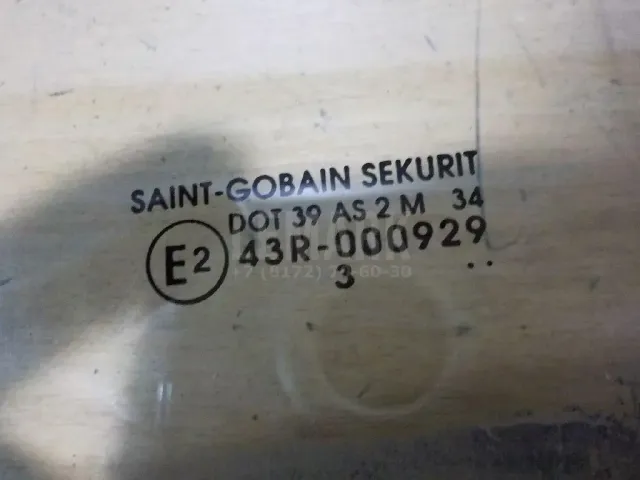 SAINT-GOBAIN SEKURIT
DOT 39 AS 2 M 34
E2 43R-000929
3 ..